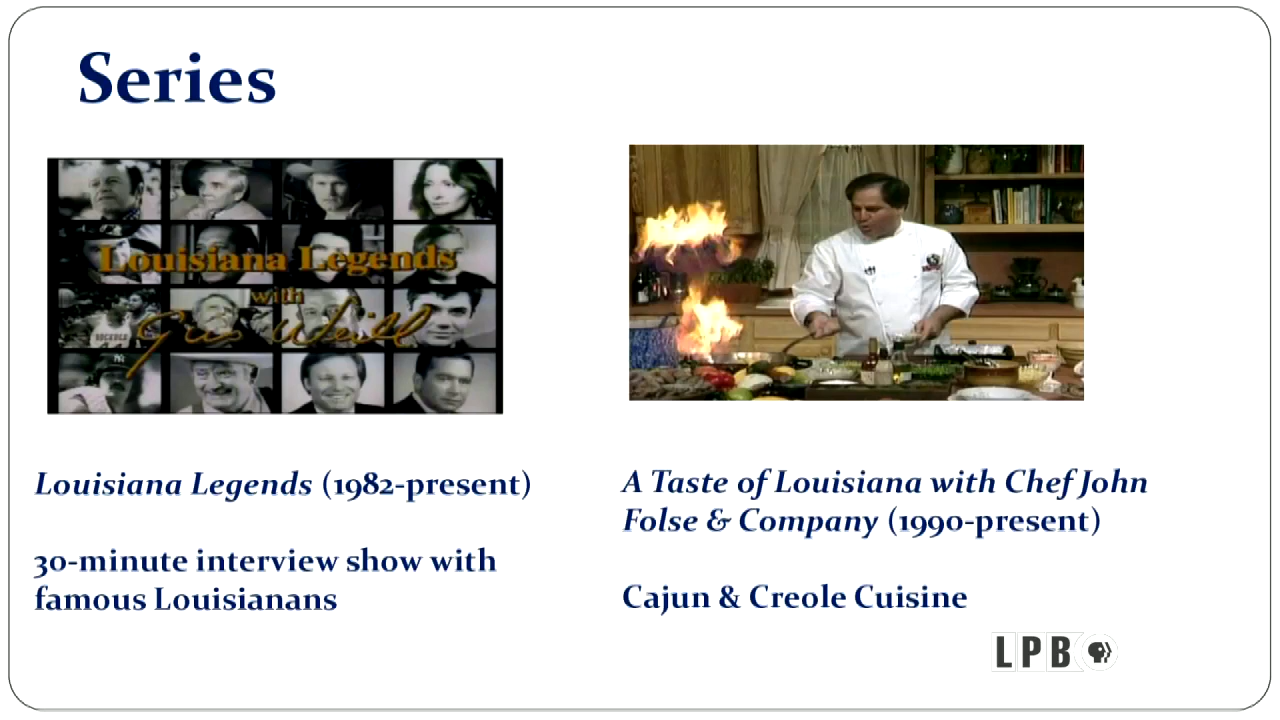 Series
Louisiana Legends
with
Gus Weill
ROCKETS
Louisiana Legends (1982-present)
30-minute interview show with
famous Louisianans
A Taste of Louisiana with Chef John
Folse & Company (1990-present)
Cajun & Creole Cuisine
LPB